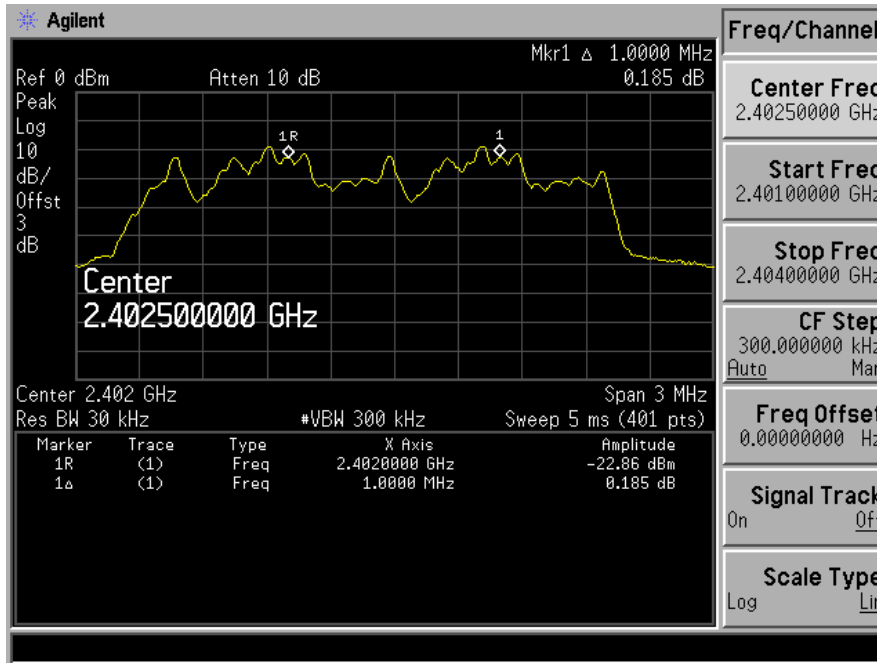 Agilent
Mkr1 Δ 1.0000 MHz
Ref 0 dBm Atten 10 dB 0.185 dB
Peak
Log
10
dB/
Offst
3
dB
1R
1
Center
2.402500000 GHz
Center 2.402 GHz Span 3 MHz
Res BW 30 kHz #VBW 300 kHz Sweep 5 ms (401 pts)
Marker Trace Type X Axis Amplitude
1R (1) Freq 2.4020000 GHz -22.86 dBm
1Δ (1) Freq 1.0000 MHz 0.185 dB
Freq/Channel
Center Freq
2.40250000 GHz
Start Freq
2.40100000 GHz
Stop Freq
2.40400000 GHz
CF Step
300.000000 kHz
Auto Man
Freq Offset
0.00000000 Hz
Signal Track
On Off
Scale Type
Log Lin